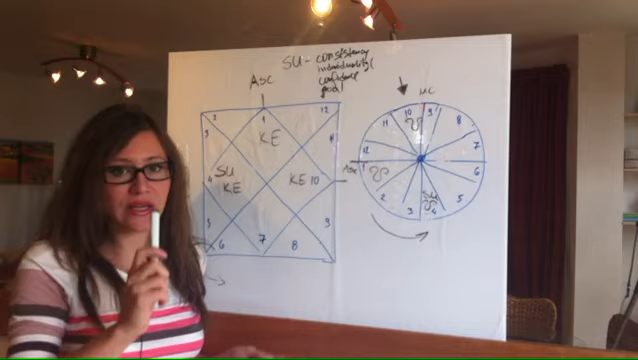 SU - consistency
individuality
confidence
goal
Asc
MC
2
1
12
3
KE
SU
4
KE
KE 10
5
9
6
7
8
10
9
11
8
12
7
Asc
1
6
2
5
3
4